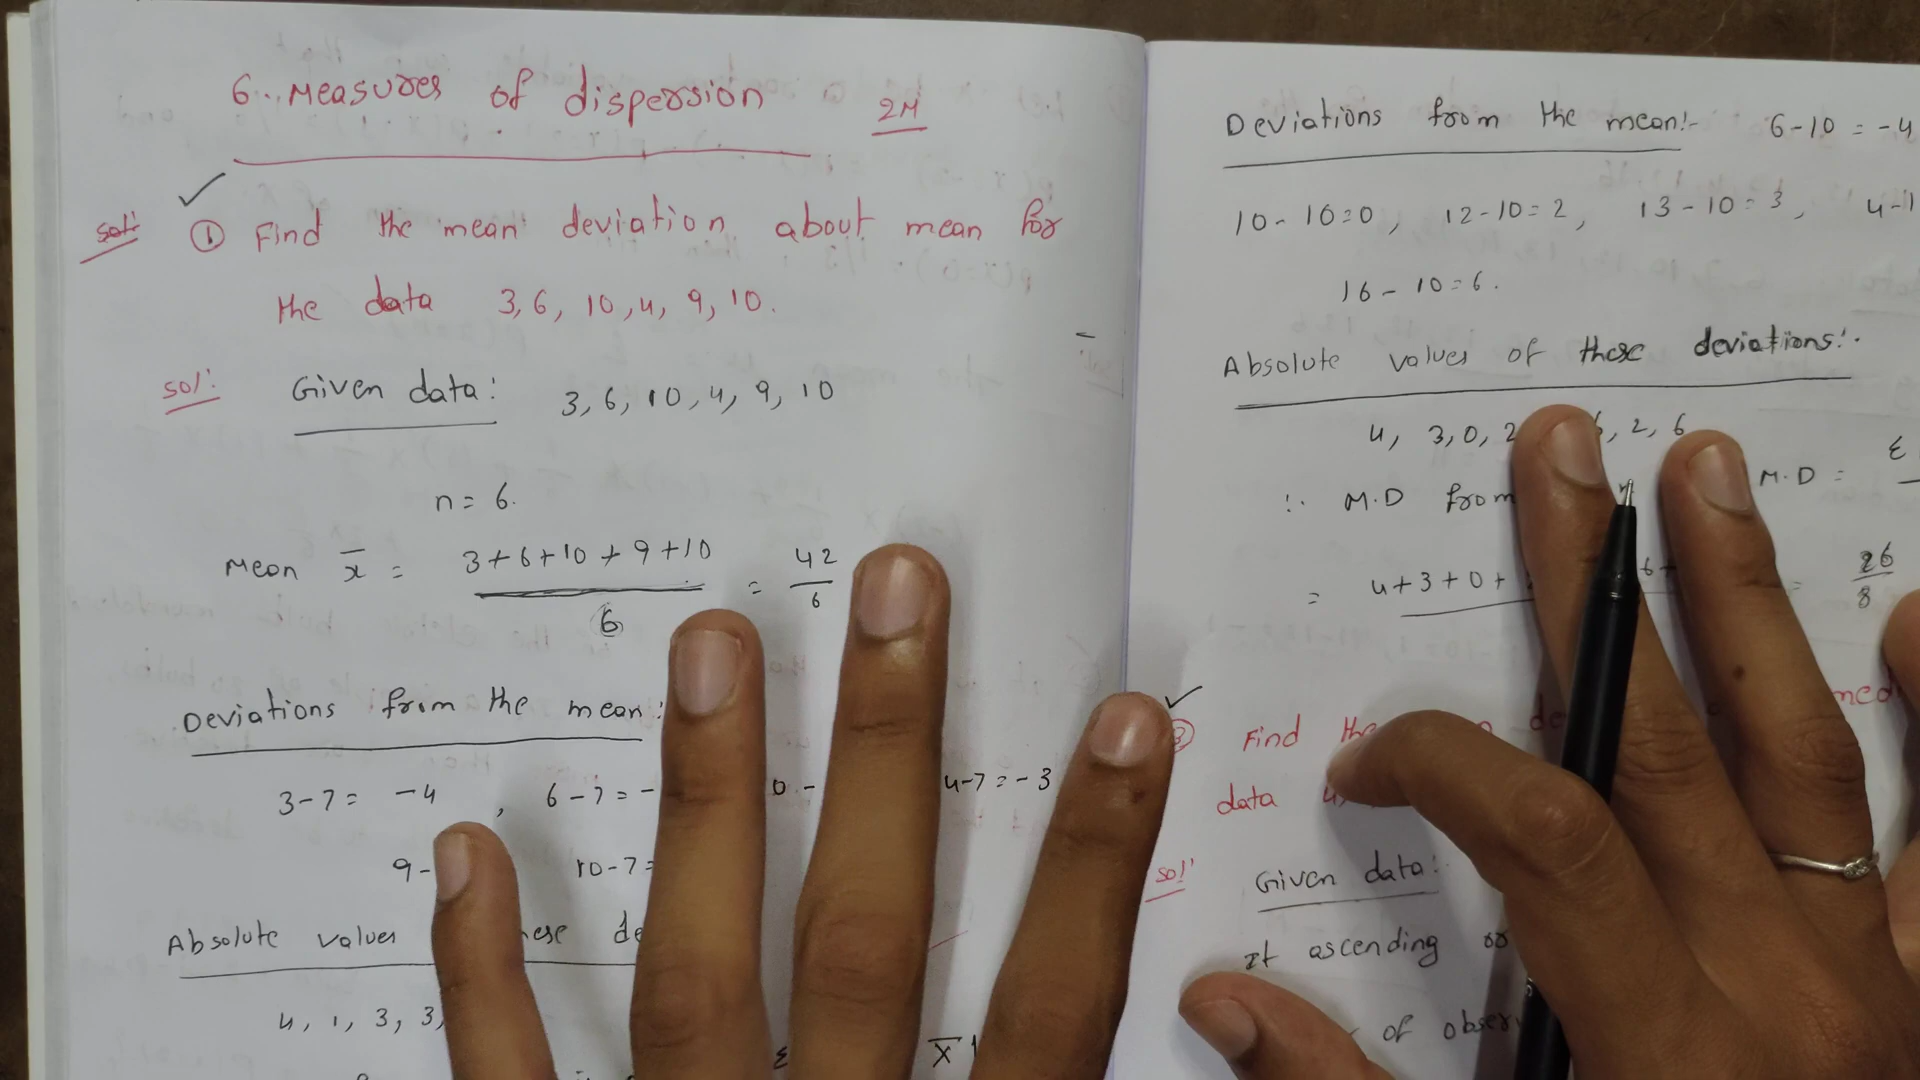 6. Measures of dispersion 2M
sol: ① Find the mean deviation about mean for
the data 3, 6, 10, 4, 9, 10.
sol: Given data: 3, 6, 10, 4, 9, 10
n = 6.
Mean x̄ = 3+6+10+9+10 / 6 = 42 / 6
Deviations from the mean:
3-7 = -4, 6-7 = - 4-7 = -3
9- 10-7 =
Absolute values
4, 1, 3, 3,
Deviations from the mean:- 6-10 = -4
10-10=0, 12-10=2, 13-10=3, 4-1
16-10=6.
Absolute values of these deviations:-
4, 3, 0, 2 6, 2, 6
∴ M.D from M.D =
= 4+3+0+ 6+ = 26 / 8
Find the
data
sol: Given data:
It ascending
of